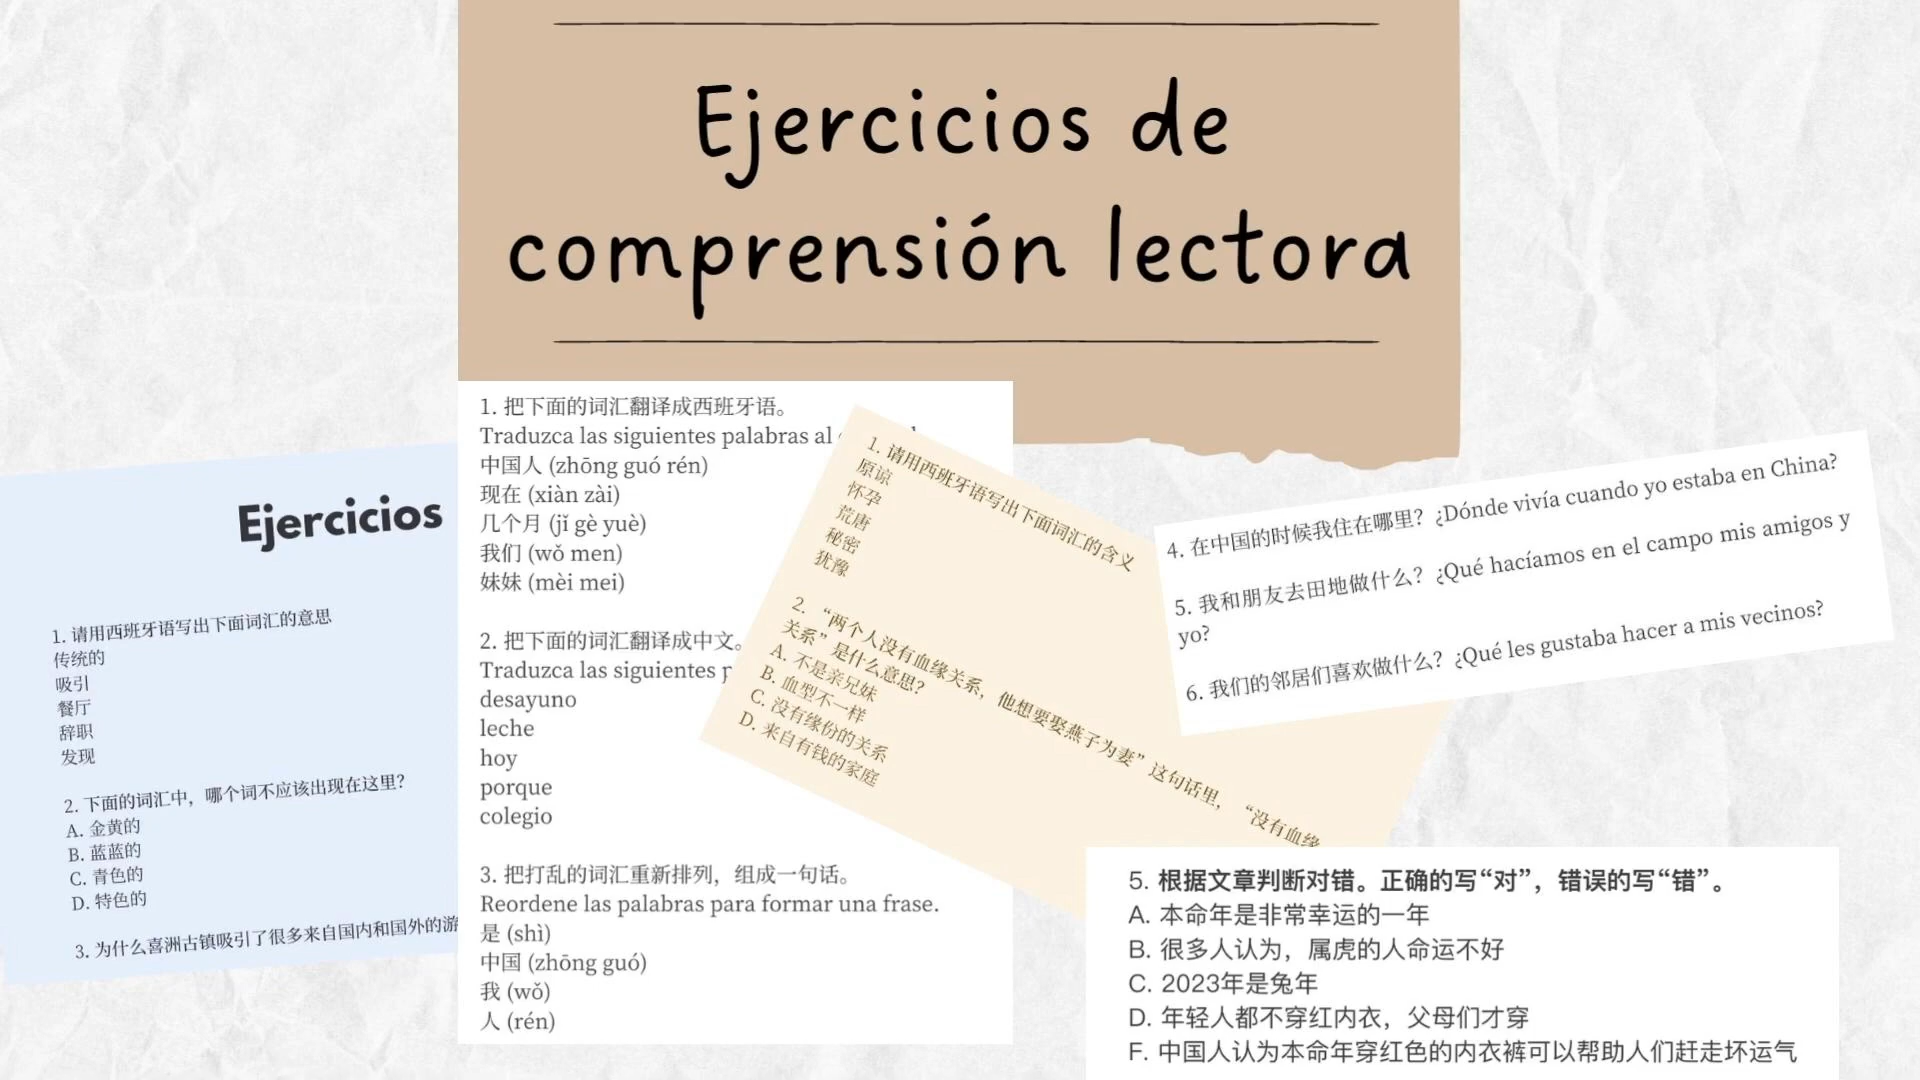 Ejercicios de
comprensión lectora
Ejercicios
1. 请用西班牙语写出下面词汇的意思
传统的
吸引
餐厅
辞职
发现
2. 下面的词汇中，哪个词不应该出现在这里？
A. 金黄的
B. 蓝蓝的
C. 青色的
D. 特色的
3. 为什么喜洲古镇吸引了很多来自国内和国外的游
1. 把下面的词汇翻译成西班牙语。
Traduzca las siguientes palabras al
中国人 (zhōng guó rén)
现在 (xiàn zài)
几个月 (jǐ gè yuè)
我们 (wǒ men)
妹妹 (mèi mei)
2. 把下面的词汇翻译成中文。
Traduzca las siguientes
desayuno
leche
hoy
porque
colegio
3. 把打乱的词汇重新排列，组成一句话。
Reordene las palabras para formar una frase.
是 (shì)
中国 (zhōng guó)
我 (wǒ)
人 (rén)
1. 请用西班牙语写出下面词汇的含义
原谅
怀孕
荒唐
秘密
犹豫
2. “两个人没有血缘关系，他想要娶燕子为妻”这句话里，“没有血缘
关系”是什么意思？
A. 不是亲兄妹
B. 血型不一样
C. 没有缘份的关系
D. 来自有钱的家庭
4. 在中国的时候我住在哪里？¿Dónde vivía cuando yo estaba en China?
5. 我和朋友去田地做什么？¿Qué hacíamos en el campo mis amigos y
yo?
6. 我们的邻居们喜欢做什么？¿Qué les gustaba hacer a mis vecinos?
5. 根据文章判断对错。正确的写“对”，错误的写“错”。
A. 本命年是非常幸运的一年
B. 很多人认为，属虎的人命运不好
C. 2023年是兔年
D. 年轻人都不穿红内衣，父母们才穿
F. 中国人认为本命年穿红色的内衣裤可以帮助人们赶走坏运气